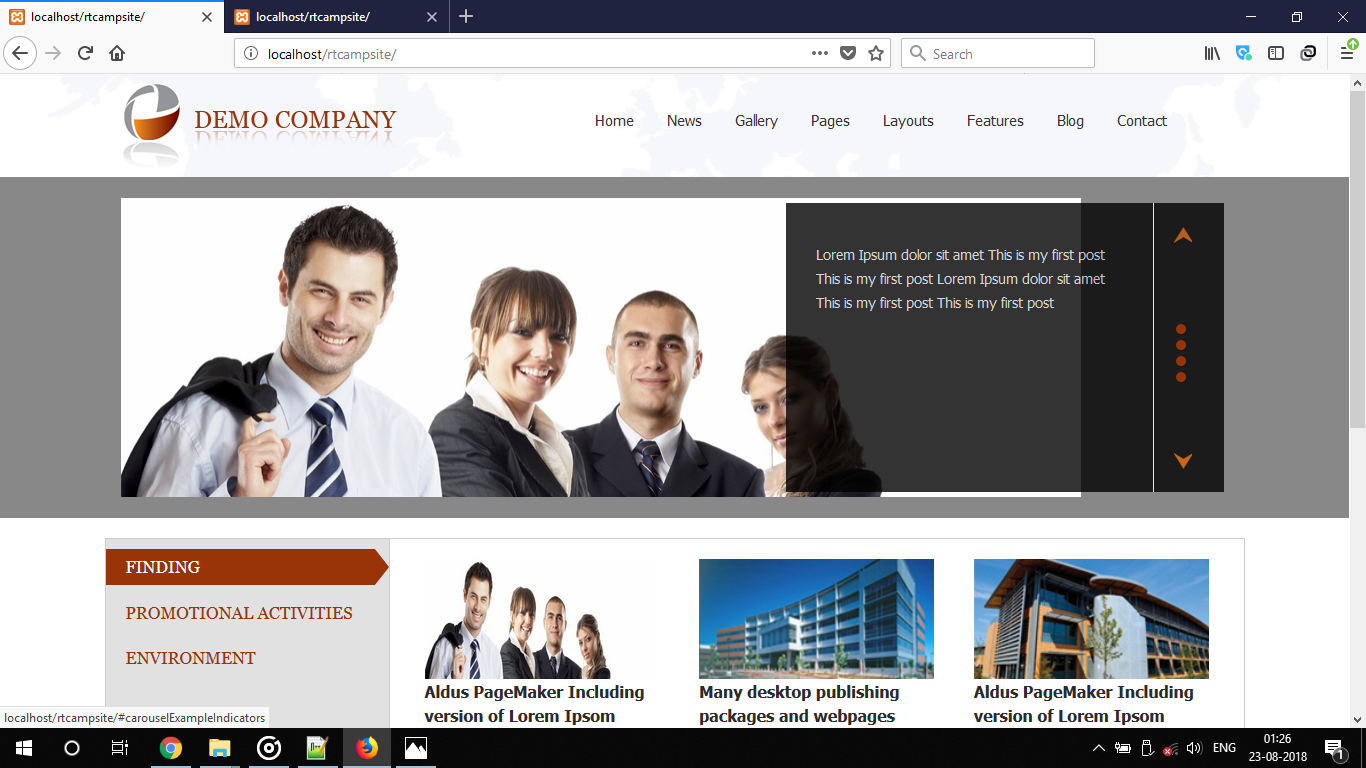 localhost/rtcampsite/
localhost/rtcampsite/
localhost/rtcampsite/
Search
DEMO COMPANY
Home News Gallery Pages Layouts Features Blog Contact
Lorem Ipsum dolor sit amet This is my first post
This is my first post Lorem Ipsum dolor sit amet
This is my first post This is my first post
FINDING
PROMOTIONAL ACTIVITIES
ENVIRONMENT
Aldus PageMaker Including
version of Lorem Ipsom
Many desktop publishing
packages and webpages
Aldus PageMaker Including
version of Lorem Ipsom
localhost/rtcampsite/#carouselExampleIndicators
ENG
01:26
23-08-2018
1